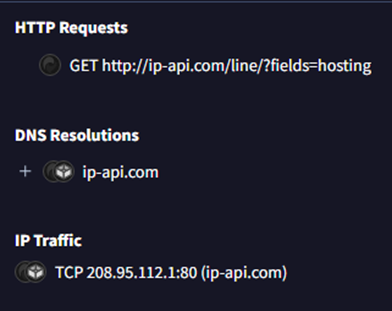 HTTP Requests
GET http://ip-api.com/line/?fields=hosting
DNS Resolutions
+ ip-api.com
IP Traffic
TCP 208.95.112.1:80 (ip-api.com)